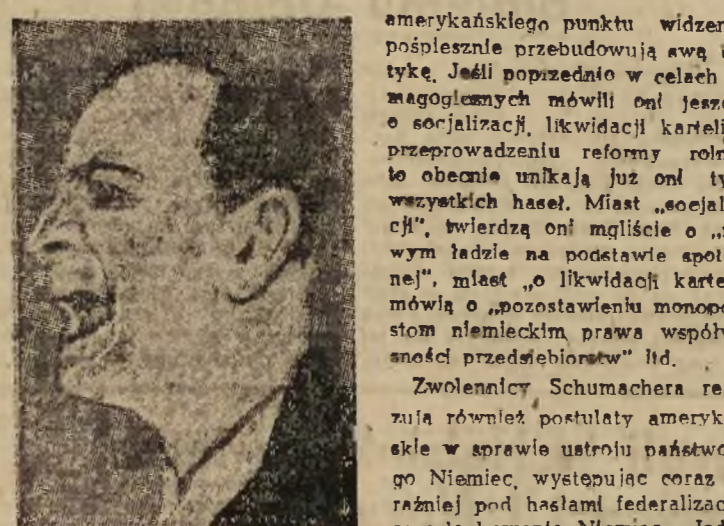 amerykańskiego punktu widzen
pośpiesznie przebudowują swą
tykę. Jeśli poprzednio w celach
magogicznych mówili oni jesz
o socjalizacji, likwidacji karteli
przeprowadzeniu reformy roln
to obecnie unikają już oni ty
wszystkich haseł. Miast „socjal
cji", twierdzą oni mgliście o „
wym ładzie na podstawie społ
nej", miast „o likwidacji karte
mówią o „pozostawieniu monopo
stom niemieckim prawa współw
sności przedsiębiorstw" itd.
Zwolennicy Schumachera re
zują również postulaty ameryk
skie w sprawie ustroju państwo
go Niemiec, występując coraz
raźniej pod hasłami federalizac